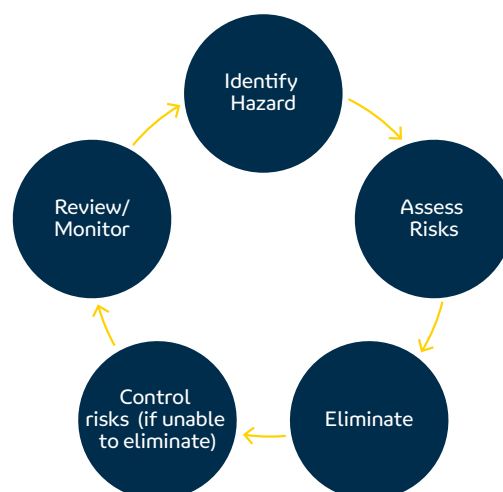 Identify
Hazard
Assess
Risks
Eliminate
Control
risks (if unable
to eliminate)
Review/
Monitor